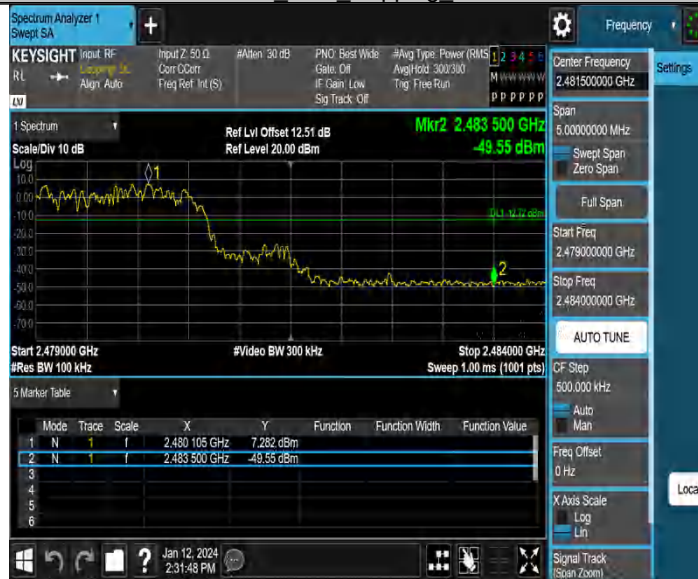 Spectrum Analyzer 1
Swept SA
+
Frequency
Settings
KEYSIGHT
RL
Input: RF
Coupling: DC
Align: Auto
Input Z: 50 Ω
Corr CCorr
Freq Ref: Int (S)
#Atten: 30 dB
PNO: Best Wide
Gate: Off
IF Gain: Low
Sig Track: Off
#Avg Type: Power (RMS)
Avg|Hold: 300/300
Trig: Free Run
1 2 3 4 5 6
M W W W W W
P P P P P P
LXI
1 Spectrum
Scale/Div 10 dB
Ref Lvl Offset 12.51 dB
Ref Level 20.00 dBm
Mkr2 2.483 500 GHz
-49.55 dBm
Log
10.0
0.00
-10.0
-20.0
-30.0
-40.0
-50.0
-60.0
-70.0
1
DL1 -12.72 dBm
2
Start 2.479000 GHz
#Res BW 100 kHz
#Video BW 300 kHz
Stop 2.484000 GHz
Sweep 1.00 ms (1001 pts)
5 Marker Table
Mode Trace Scale X Y Function Function Width Function Value
1 N 1 f 2.480 105 GHz 7.282 dBm
2 N 1 f 2.483 500 GHz -49.55 dBm
3
4
5
6
Center Frequency
2.481500000 GHz
Span
5.00000000 MHz
Swept Span
Zero Span
Full Span
Start Freq
2.479000000 GHz
Stop Freq
2.484000000 GHz
AUTO TUNE
CF Step
500.000 kHz
Auto
Man
Freq Offset
0 Hz
X Axis Scale
Log
Lin
Signal Track
(Span Zoom)
Loca
?
Jan 12, 2024
2:31:48 PM